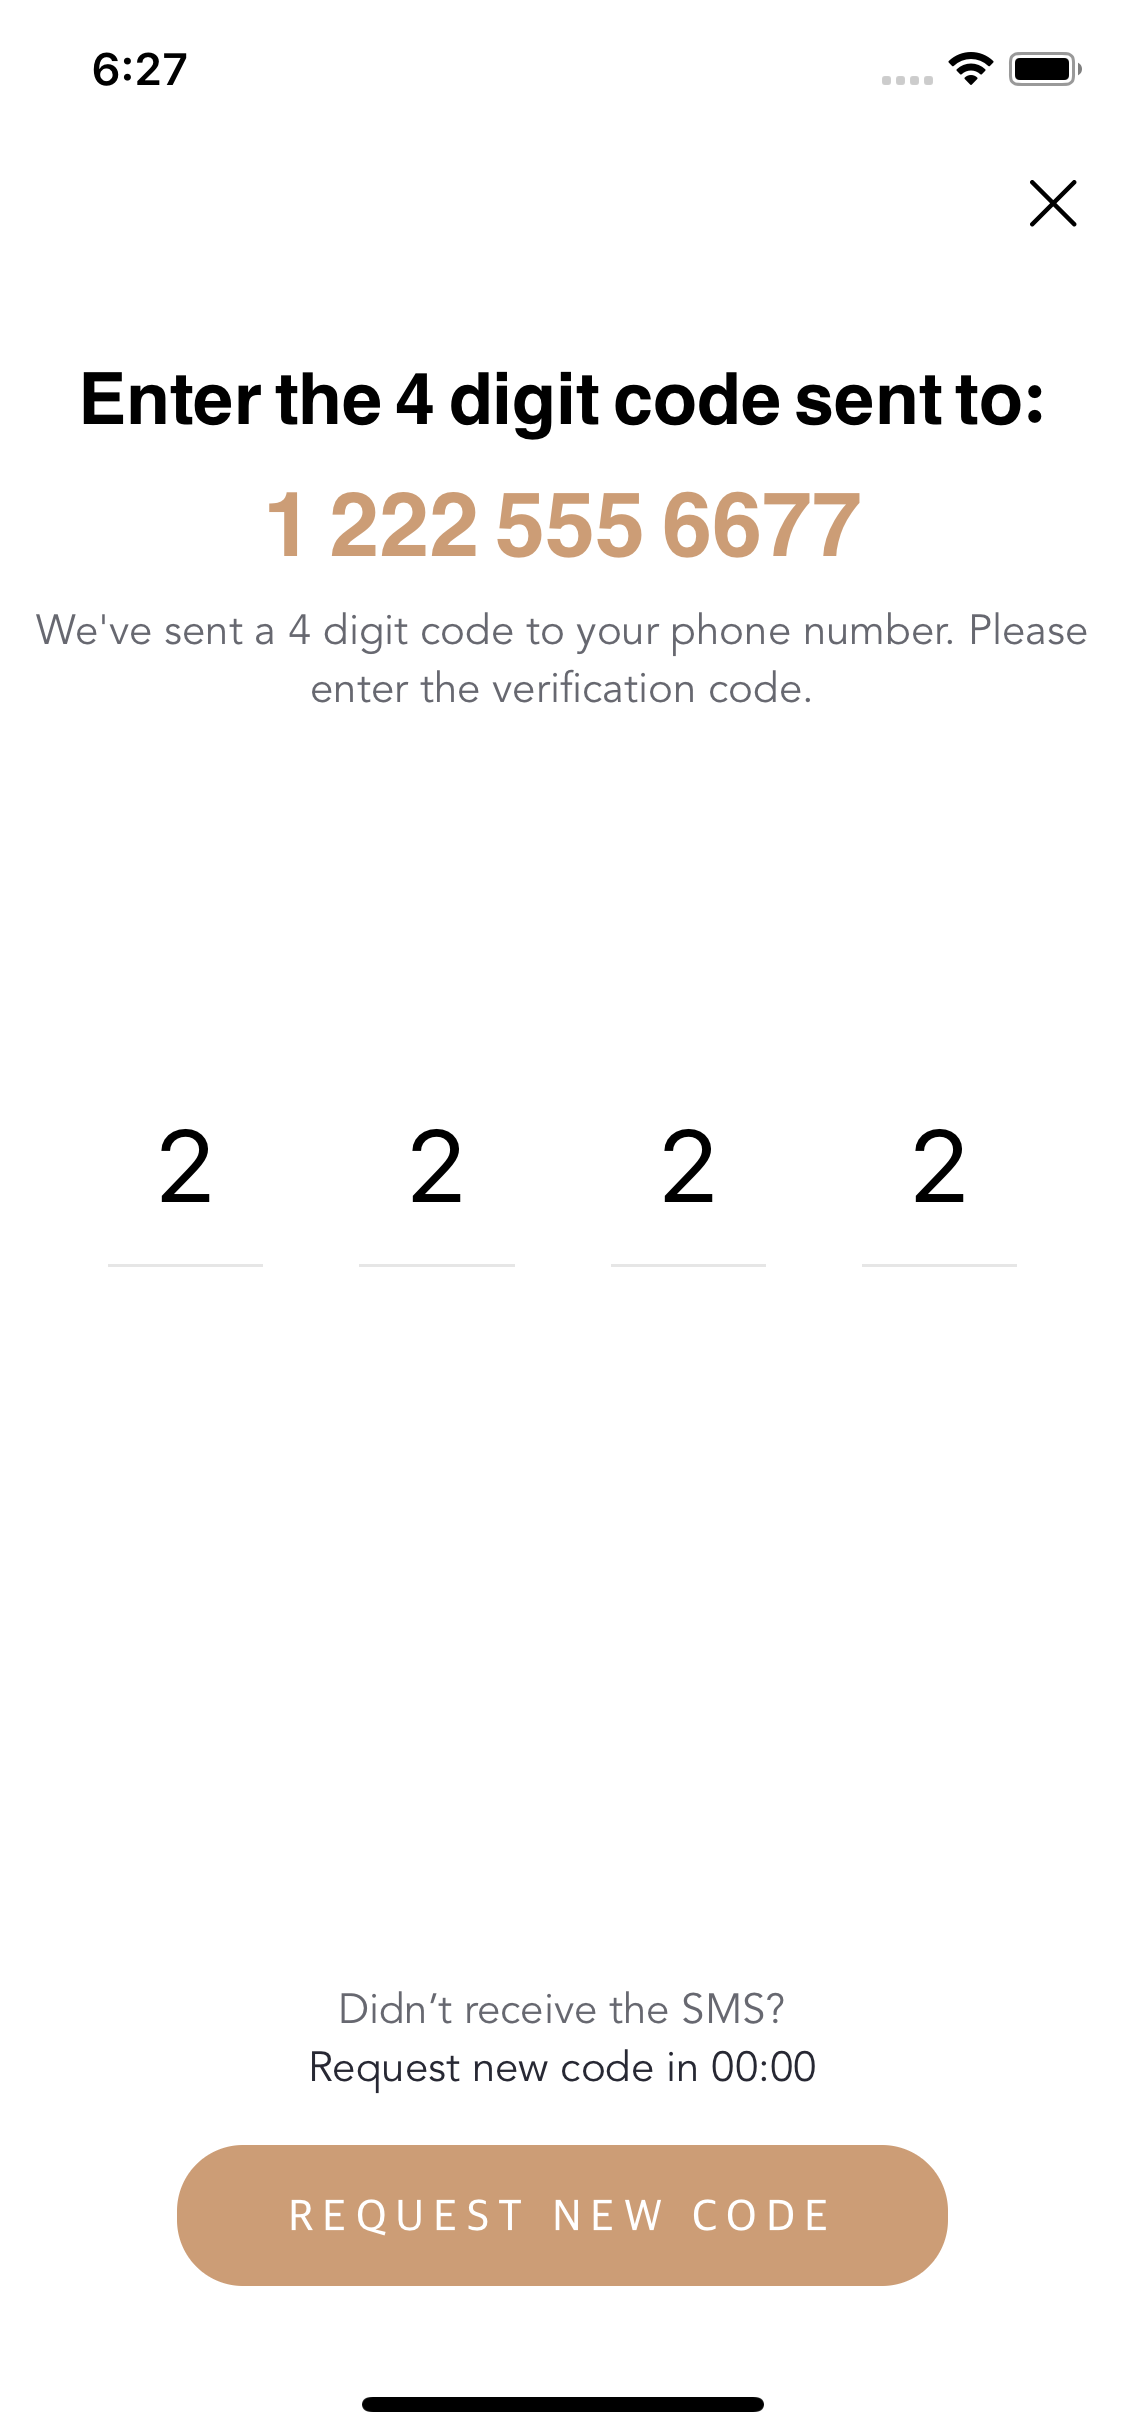 6:27
Enter the 4 digit code sent to:
1 222 555 6677
We've sent a 4 digit code to your phone number. Please
enter the verification code.
2 2 2 2
Didn’t receive the SMS?
Request new code in 00:00
REQUEST NEW CODE